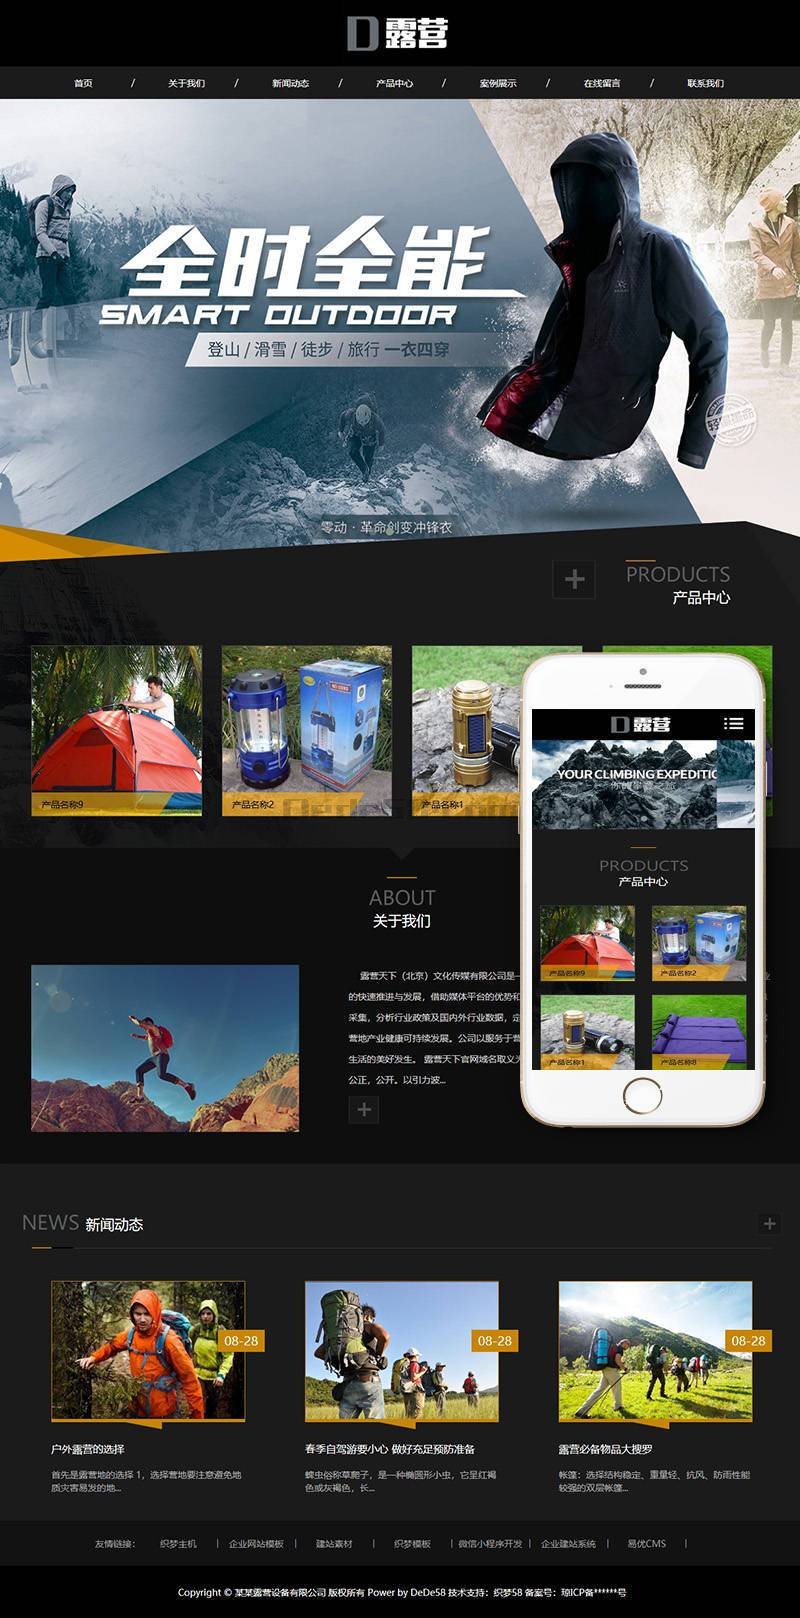 D 露营
首页 / 关于我们 / 新闻动态 / 产品中心 / 案例展示 / 在线留言 / 联系我们
全时全能
SMART OUTDOOR
登山 / 滑雪 / 徒步 / 旅行 一衣四穿
零动 · 革命创变冲锋衣
PRODUCTS
产品中心
产品名称9
产品名称2
产品名称1
D 露营
YOUR CLIMBING EXPEDITIO
PRODUCTS
产品中心
产品名称9
产品名称2
产品名称1
产品名称8
ABOUT
关于我们
露营天下（北京）文化传媒有限公司是一
的快速推进与发展，借助媒体平台的优势和
采集，分析行业政策及国内外行业数据，定
营地产业健康可持续发展。公司以服务于营
生活的美好发生。 露营天下官网域名取义为
公正，公开。以引力波...
NEWS 新闻动态
08-28
08-28
08-28
户外露营的选择
首先是露营地的选择 1，选择营地要注意避免地
质灾害易发的地...
春季自驾游要小心 做好充足预防准备
蜱虫俗称草爬子，是一种椭圆形小虫，它呈红褐
色或灰褐色，长...
露营必备物品大搜罗
帐篷：选择结构稳定、重量轻、抗风、防雨性能
较强的双层帐篷...
友情链接： 织梦主机 | 企业网站模板 | 建站素材 | 织梦模板 | 微信小程序开发 | 企业建站系统 | 易优CMS |
Copyright © 某某露营设备有限公司 版权所有 Power by DeDe58 技术支持：织梦58 备案号：琼ICP备******号